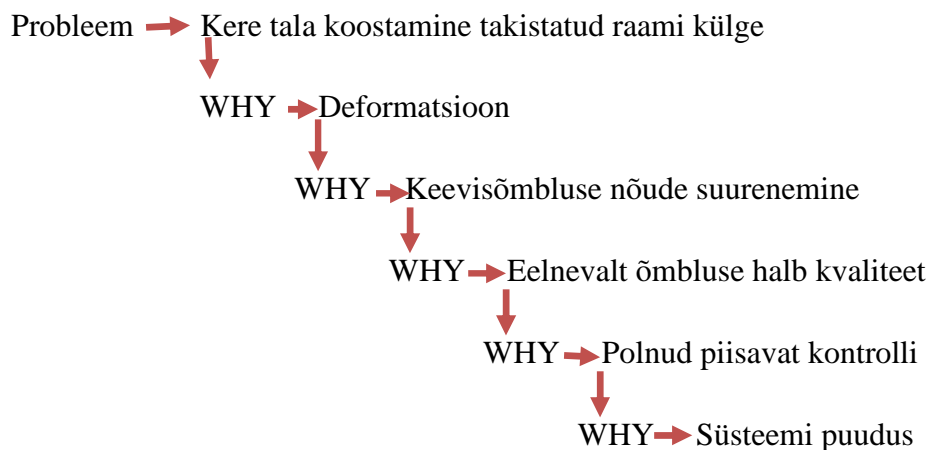 Probleem Kere tala koostamine takistatud raami külge
WHY Deformatsioon
WHY Keevisõmbluse nõude suurenemine
WHY Eelnevalt õmbluse halb kvaliteet
WHY Polnud piisavat kontrolli
WHY Süsteemi puudus